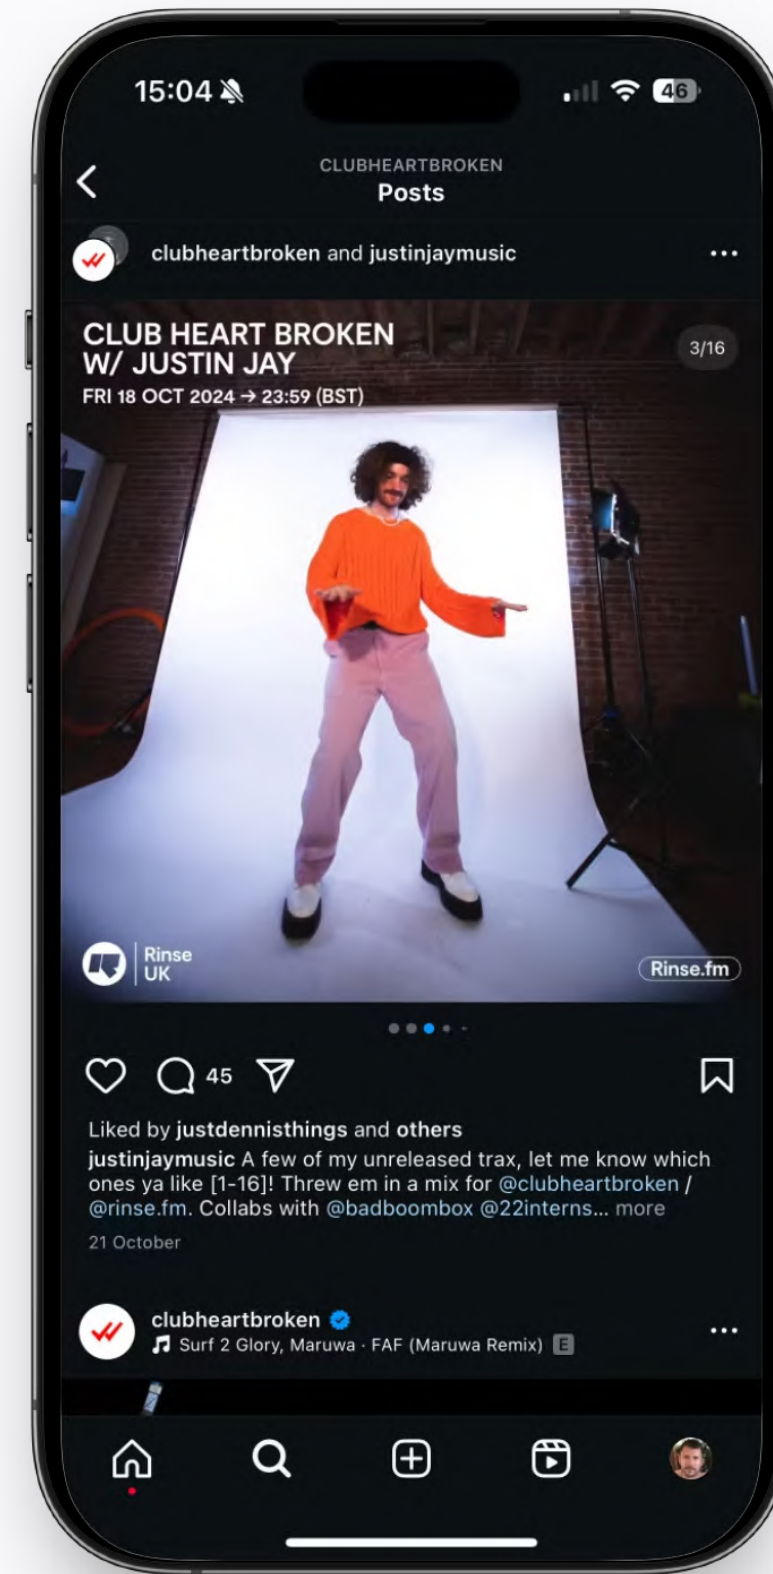 15:04
46
CLUBHEARTBROKEN
Posts
clubheartbroken and justinjaymusic
CLUB HEART BROKEN
W/ JUSTIN JAY
3/16
FRI 18 OCT 2024 → 23:59 (BST)
Rinse
UK
Rinse.fm
45
Liked by justdennisthings and others
justinjaymusic A few of my unreleased trax, let me know which
ones ya like [1-16]! Threw em in a mix for @clubheartbroken /
@rinse.fm. Collabs with @badboombox @22interns... more
21 October
clubheartbroken
Surf 2 Glory, Maruwa · FAF (Maruwa Remix) E